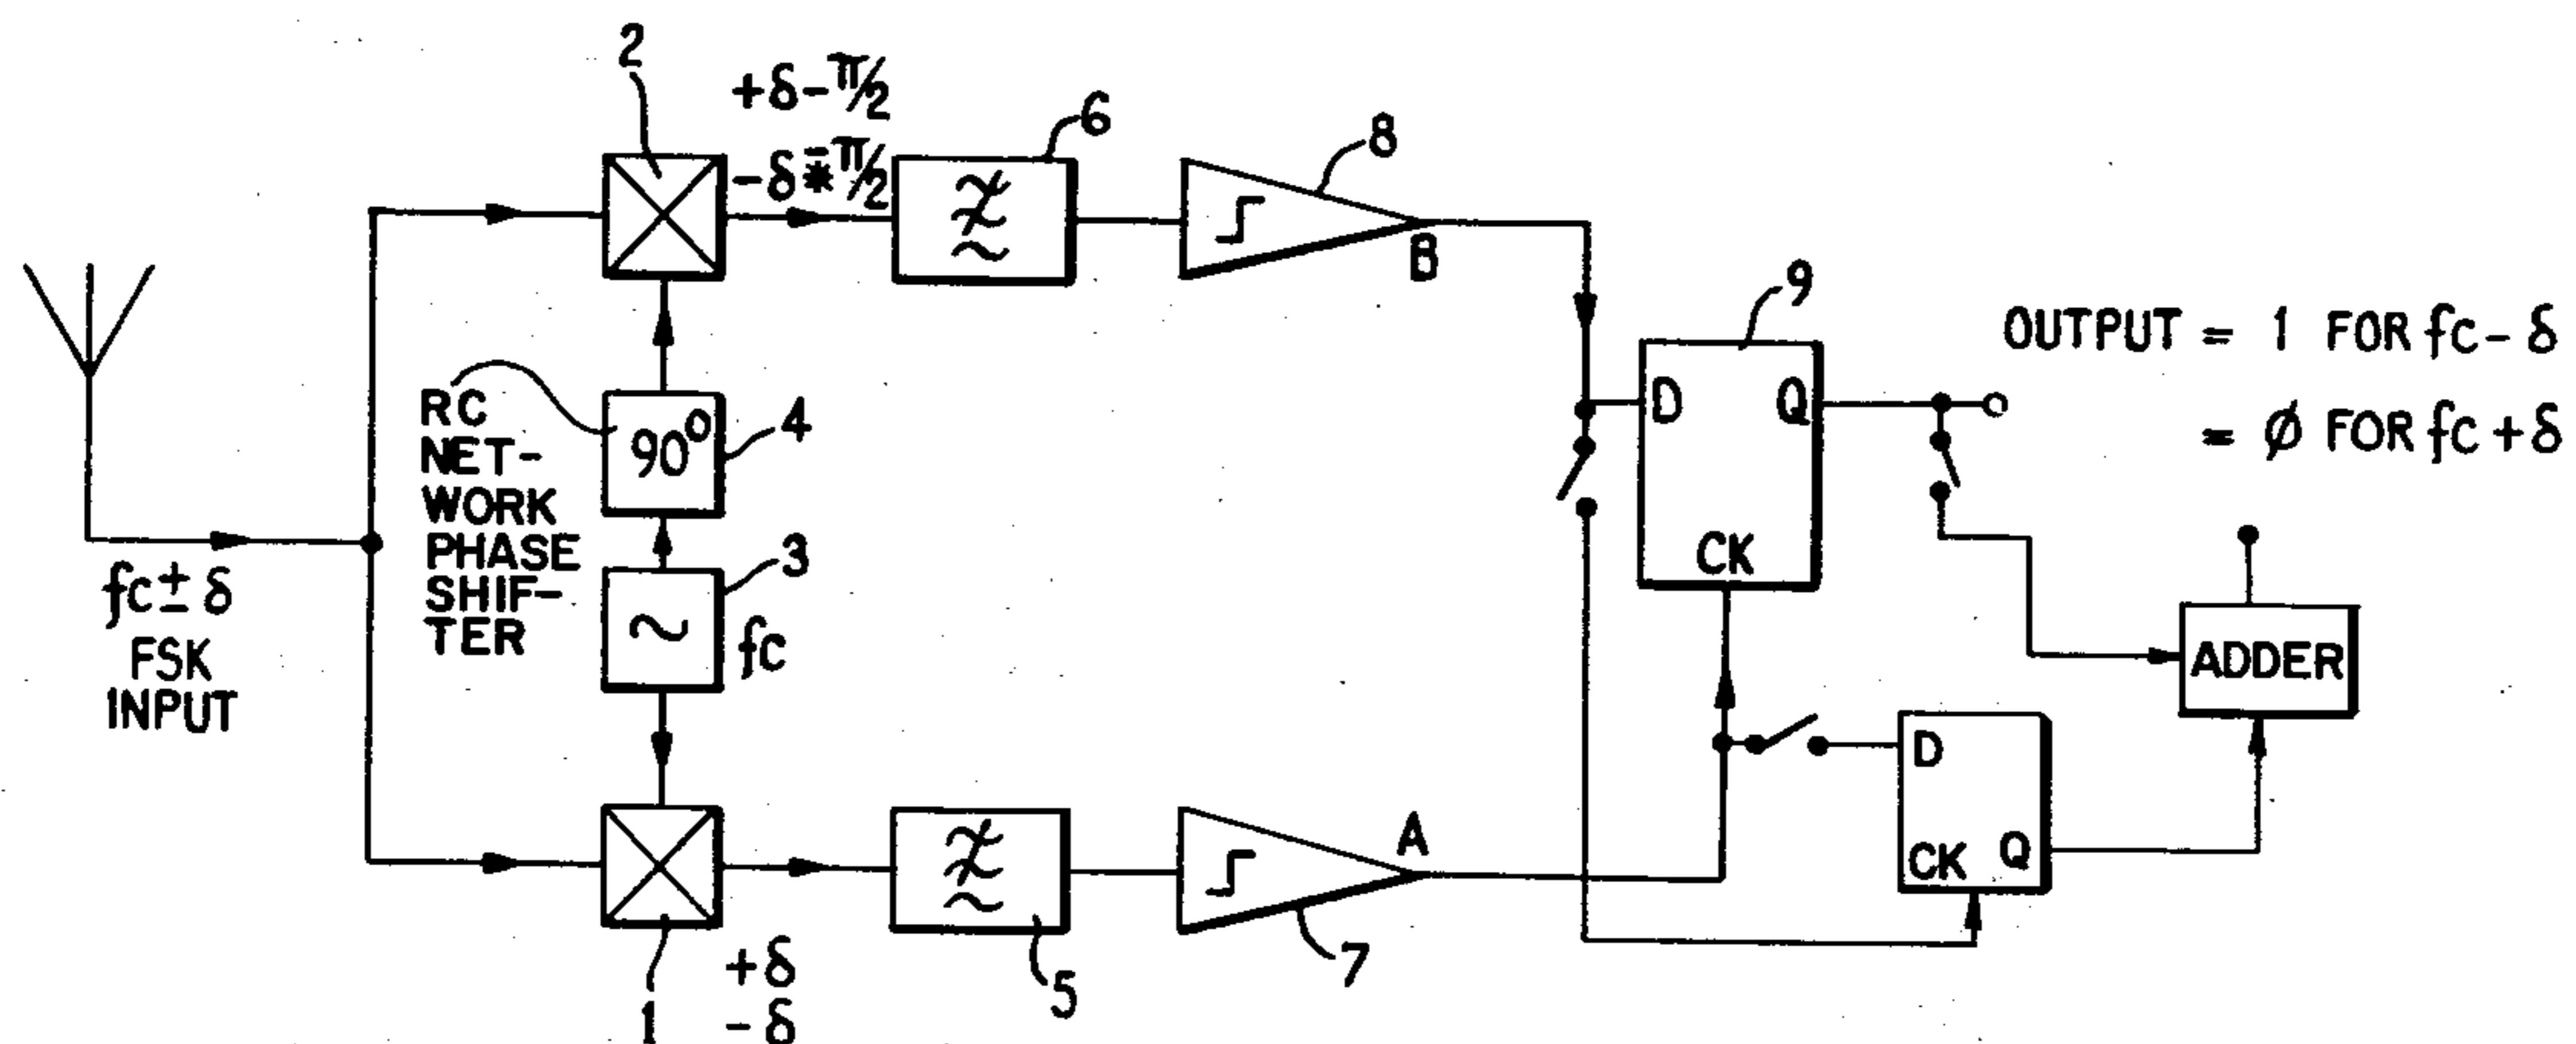 2
+δ-π/2
-δ*̄π/2
6
8
B
9
D Q
CK
OUTPUT = 1 FOR fc-δ
= ϕ FOR fc+δ
RC
NET-
WORK
PHASE
SHIF-
TER
90°
4
3
~
fc
fc±δ
FSK
INPUT
ADDER
D
CK Q
A
7
5
1
+δ
-δ